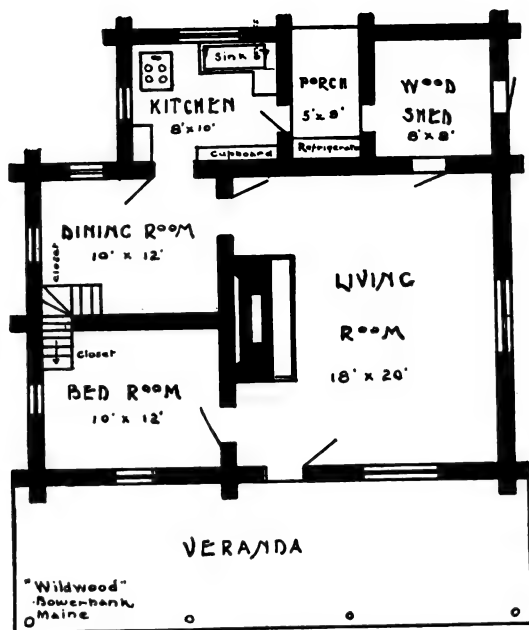 Sink
PORCH
5'x8'
WOOD
SHED
8'x8'
KITCHEN
8'x10'
Cupboard
Refrigerator
DINING ROOM
10' x 12'
closet
LIVING
ROOM
18' x 20'
closet
BED ROOM
10' x 12'
VERANDA
"Wildwood"
Bowerbank
Maine